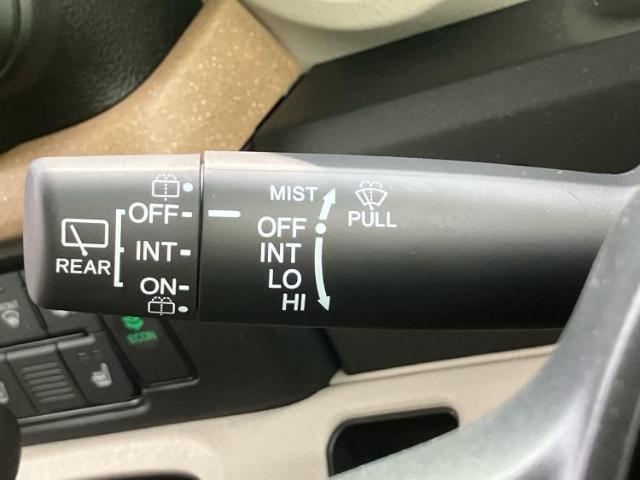 MIST
PULL
OFF
OFF
INT
INT
REAR
LO
ON
HI
ECON